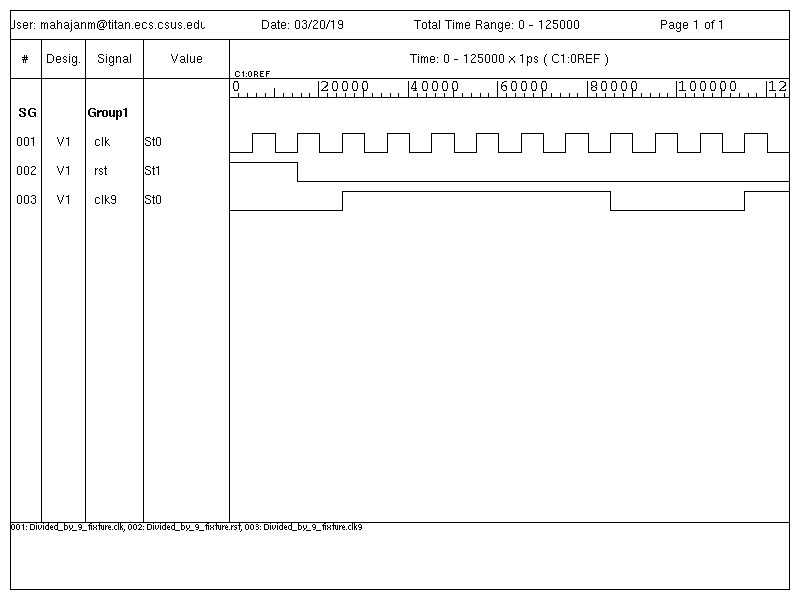 Jser: mahajanm@titan.ecs.csus.edu Date: 03/20/19 Total Time Range: 0 - 125000 Page 1 of 1
# Desig. Signal Value Time: 0 - 125000 x 1ps ( C1:0REF )
C1:0REF
0 20000 40000 60000 80000 100000 12
SG Group1
001 V1 clk St0
002 V1 rst St1
003 V1 clk9 St0
001: Divided_by_9_fixture.clk, 002: Divided_by_9_fixture.rst, 003: Divided_by_9_fixture.clk9